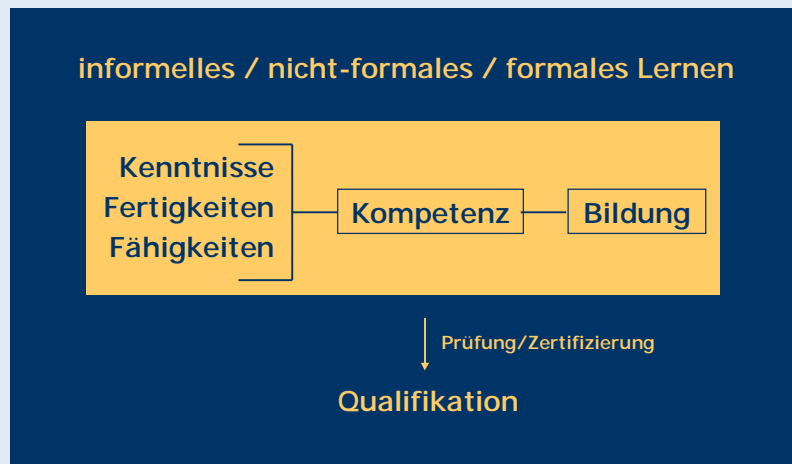 informelles / nicht-formales / formales Lernen
Kenntnisse
Fertigkeiten
Fähigkeiten
Kompetenz
Bildung
Prüfung/Zertifizierung
Qualifikation